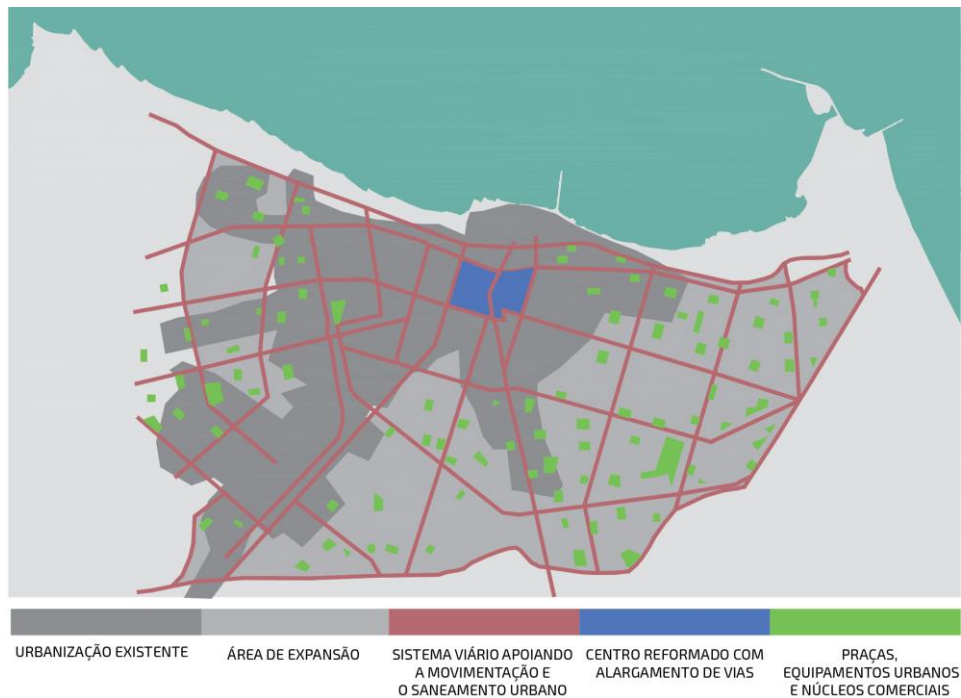 URBANIZAÇÃO EXISTENTE
ÁREA DE EXPANSÃO
SISTEMA VIÁRIO APOIANDO
A MOVIMENTAÇÃO E
O SANEAMENTO URBANO
CENTRO REFORMADO COM
ALARGAMENTO DE VIAS
PRAÇAS,
EQUIPAMENTOS URBANOS
E NÚCLEOS COMERCIAIS